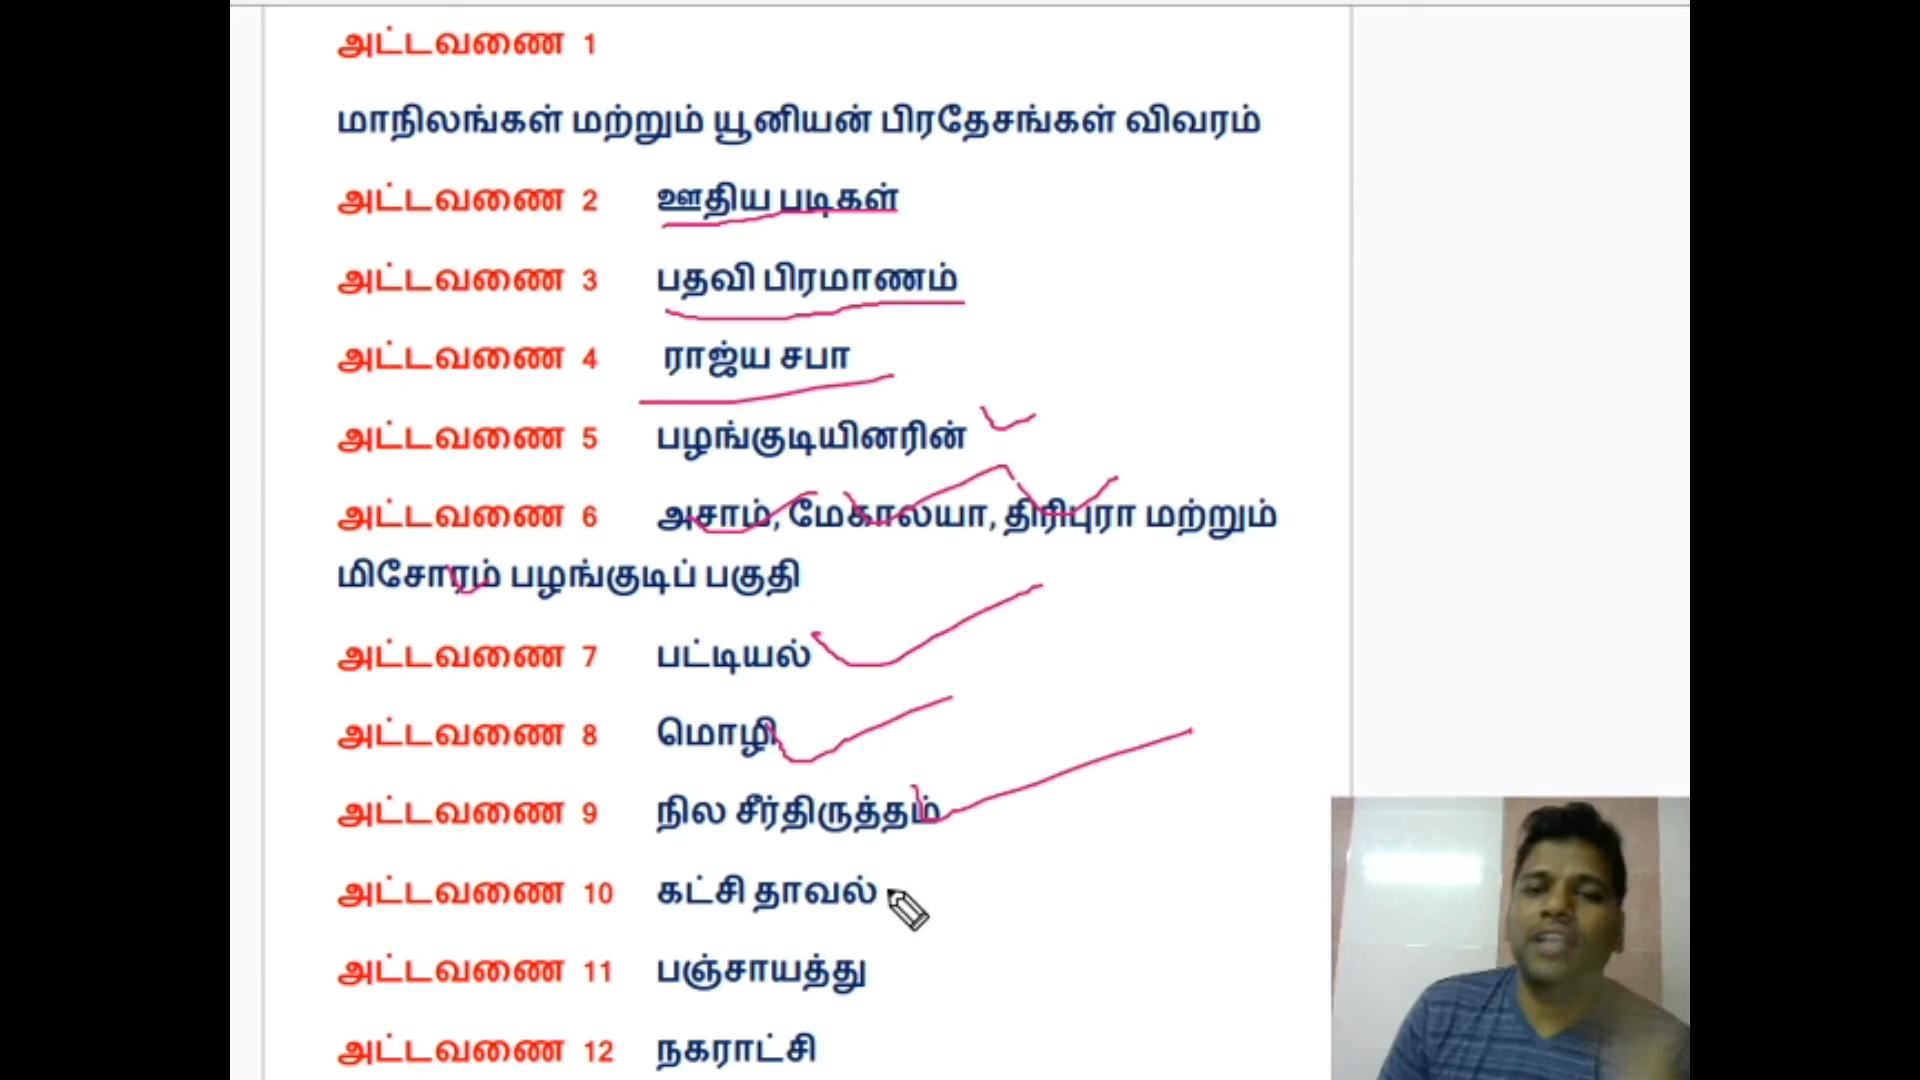 அட்டவணை 1
மாநிலங்கள் மற்றும் யூனியன் பிரதேசங்கள் விவரம்
அட்டவணை 2 ஊதிய படிகள்
அட்டவணை 3 பதவி பிரமாணம்
அட்டவணை 4 ராஜ்ய சபா
அட்டவணை 5 பழங்குடியினரின்
அட்டவணை 6 அசாம், மேகாலயா, திரிபுரா மற்றும்
மிசோரம் பழங்குடிப் பகுதி
அட்டவணை 7 பட்டியல்
அட்டவணை 8 மொழி
அட்டவணை 9 நில சீர்திருத்தம்
அட்டவணை 10 கட்சி தாவல்
அட்டவணை 11 பஞ்சாயத்து
அட்டவணை 12 நகராட்சி